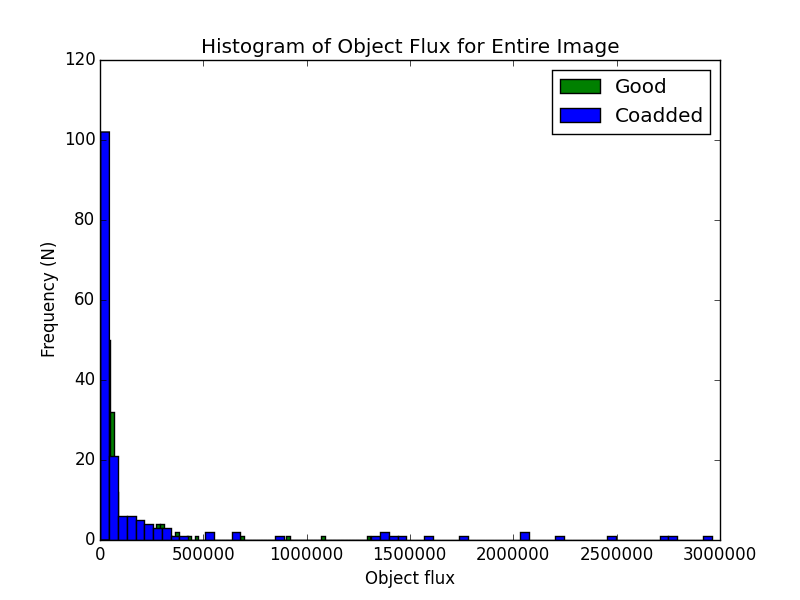 Histogram of Object Flux for Entire Image
120
100
80
60
40
20
0
Frequency (N)
Good
Coadded
0 500000 1000000 1500000 2000000 2500000 3000000
Object flux